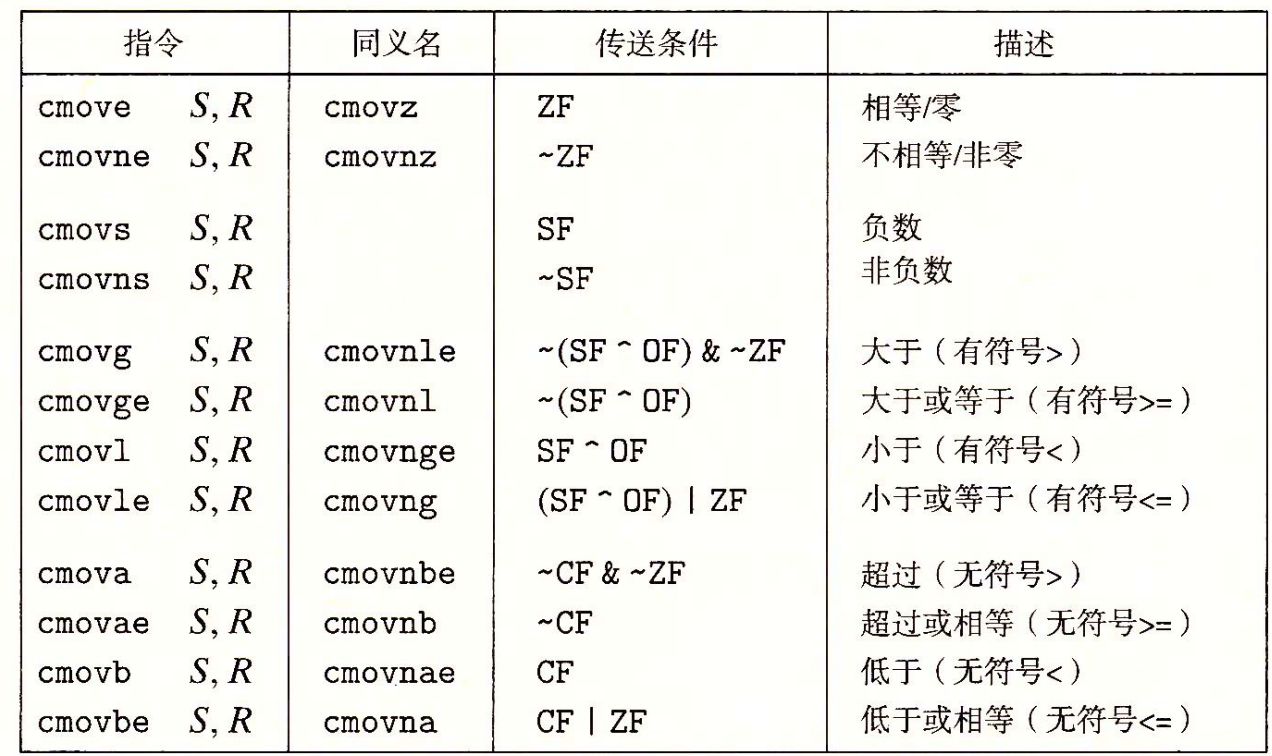 指令 同义名 传送条件 描述
cmove S, R cmovz ZF 相等/零
cmovne S, R cmovnz ~ZF 不相等/非零
cmovs S, R SF 负数
cmovns S, R ~SF 非负数
cmovg S, R cmovnle ~(SF ^ OF) & ~ZF 大于（有符号>）
cmovge S, R cmovnl ~(SF ^ OF) 大于或等于（有符号>=）
cmovl S, R cmovnge SF ^ OF 小于（有符号<）
cmovle S, R cmovng (SF ^ OF) | ZF 小于或等于（有符号<=）
cmova S, R cmovnbe ~CF & ~ZF 超过（无符号>）
cmovae S, R cmovnb ~CF 超过或相等（无符号>=）
cmovb S, R cmovnae CF 低于（无符号<）
cmovbe S, R cmovna CF | ZF 低于或相等（无符号<=）